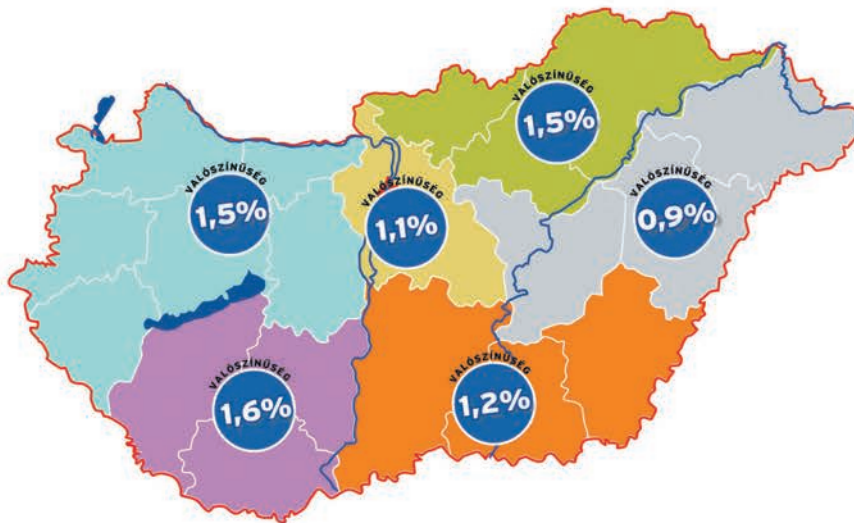 VALÓSZÍNŰSÉG
1,5%
VALÓSZÍNŰSÉG
1,5%
VALÓSZÍNŰSÉG
1,1%
VALÓSZÍNŰSÉG
0,9%
VALÓSZÍNŰSÉG
1,6%
VALÓSZÍNŰSÉG
1,2%